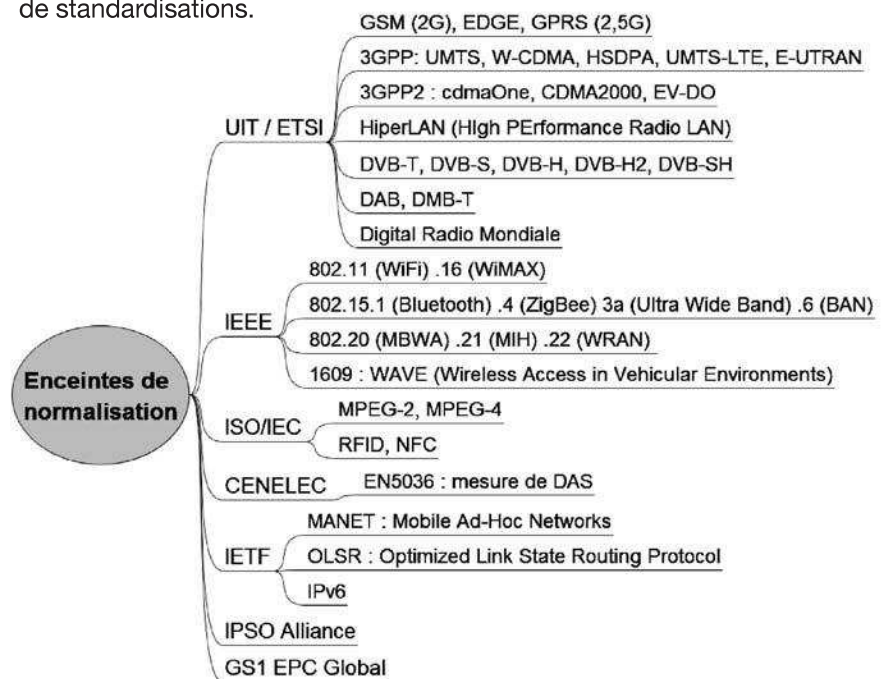 de standardisations.
GSM (2G), EDGE, GPRS (2,5G)
3GPP: UMTS, W-CDMA, HSDPA, UMTS-LTE, E-UTRAN
3GPP2 : cdmaOne, CDMA2000, EV-DO
UIT / ETSI
HiperLAN (HIgh PErformance Radio LAN)
DVB-T, DVB-S, DVB-H, DVB-H2, DVB-SH
DAB, DMB-T
Digital Radio Mondiale
802.11 (WiFi) .16 (WiMAX)
802.15.1 (Bluetooth) .4 (ZigBee) 3a (Ultra Wide Band) .6 (BAN)
IEEE
802.20 (MBWA) .21 (MIH) .22 (WRAN)
1609 : WAVE (Wireless Access in Vehicular Environments)
Enceintes de
normalisation
MPEG-2, MPEG-4
ISO/IEC
RFID, NFC
CENELEC
EN5036 : mesure de DAS
MANET : Mobile Ad-Hoc Networks
IETF
OLSR : Optimized Link State Routing Protocol
IPv6
IPSO Alliance
GS1 EPC Global